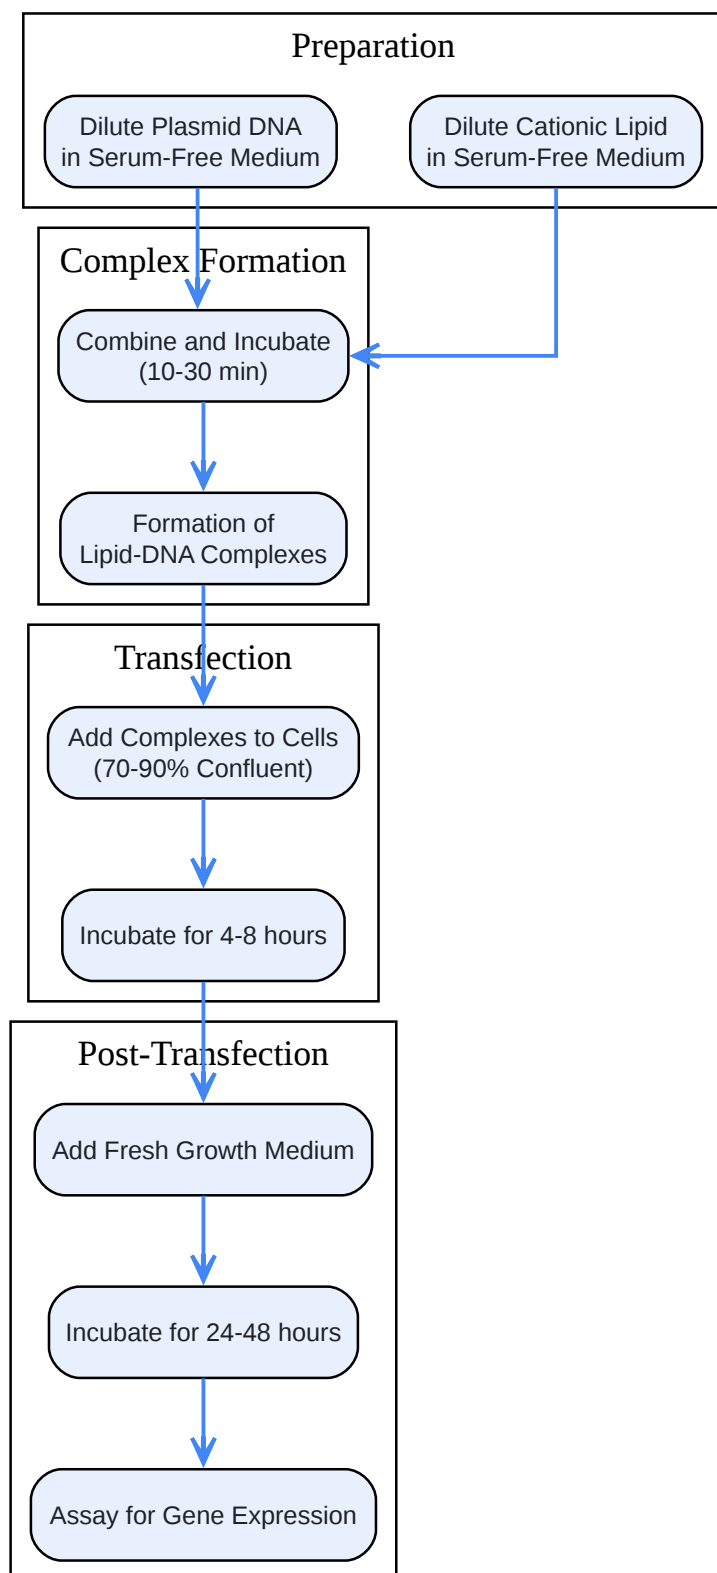 Preparation
Dilute Plasmid DNA
in Serum-Free Medium
Dilute Cationic Lipid
in Serum-Free Medium
Complex Formation
Combine and Incubate
(10-30 min)
Formation of
Lipid-DNA Complexes
Transfection
Add Complexes to Cells
(70-90% Confluent)
Incubate for 4-8 hours
Post-Transfection
Add Fresh Growth Medium
Incubate for 24-48 hours
Assay for Gene Expression